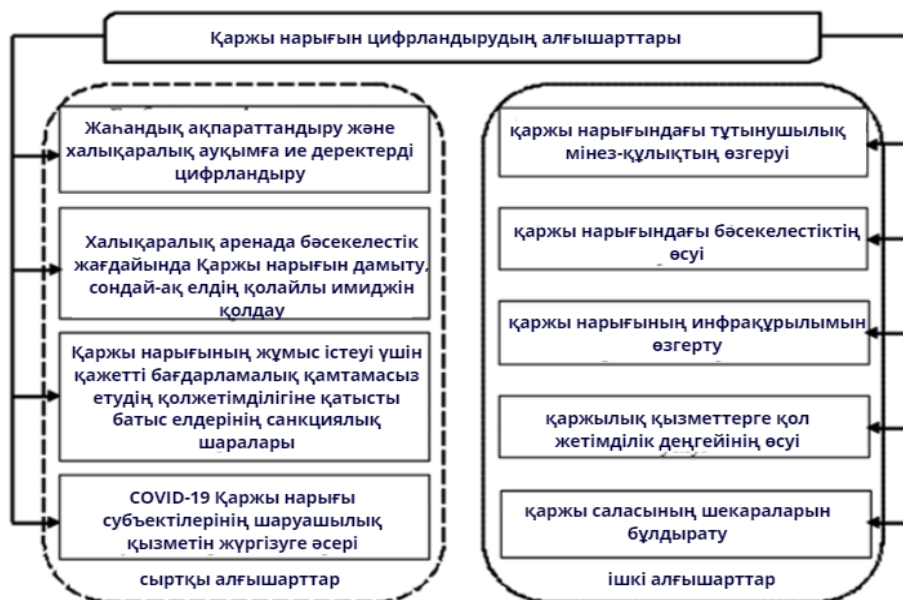 Қаржы нарығын цифрландырудың алғышарттары
Жаһандық ақпараттандыру және
халықаралық ауқымға ие деректерді
цифрландыру
Халықаралық аренада бәсекелестік
жағдайында Қаржы нарығын дамыту,
сондай-ақ елдің қолайлы имиджін
қолдау
Қаржы нарығының жұмыс істеуі үшін
қажетті бағдарламалық қамтамасыз
етудің қолжетімділігіне қатысты
батыс елдерінің санкциялық
шаралары
COVID-19 Қаржы нарығы
субъектілерінің шаруашылық
қызметін жүргізуге әсері
сыртқы алғышарттар
қаржы нарығындағы тұтынушылық
мінез-құлықтың өзгеруі
қаржы нарығындағы бәсекелестіктің
өсуі
қаржы нарығының инфрақұрылымын
өзгерту
қаржылық қызметтерге қол
жетімділік деңгейінің өсуі
қаржы саласының шекараларын
бұлдырату
ішкі алғышарттар